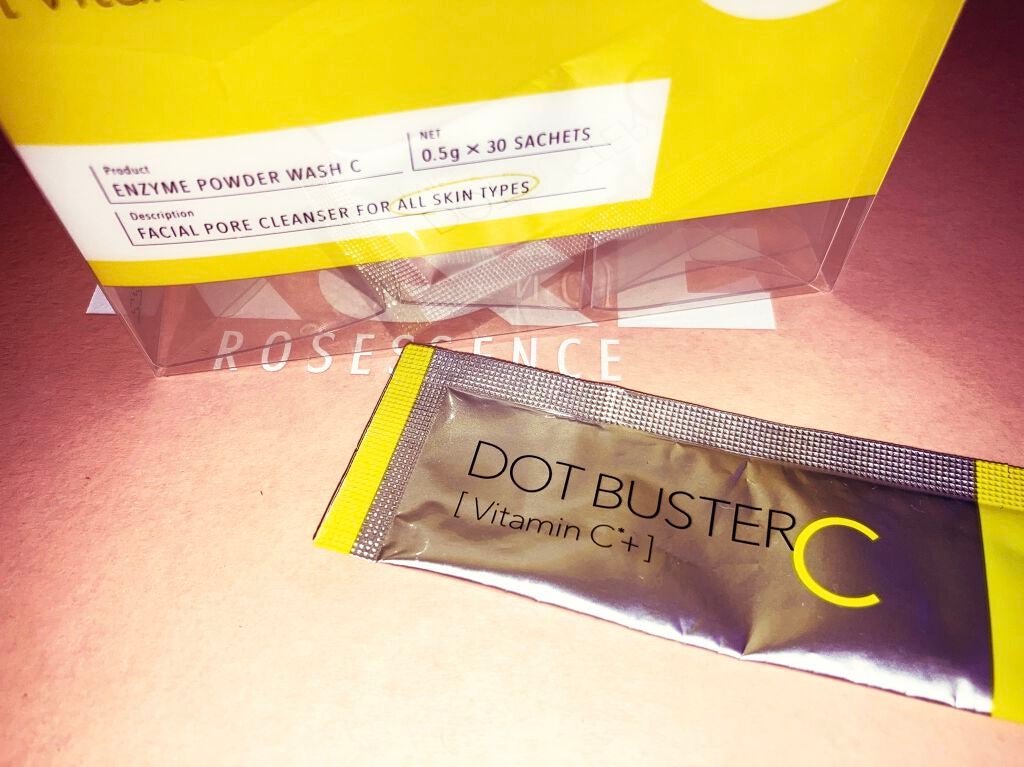 Product
ENZYME POWDER WASH C
NET
0.5g × 30 SACHETS
Description
FACIAL PORE CLEANSER FOR ALL SKIN TYPES
ROSESSENCE
DOT BUSTER C
[ Vitamin C*+ ]